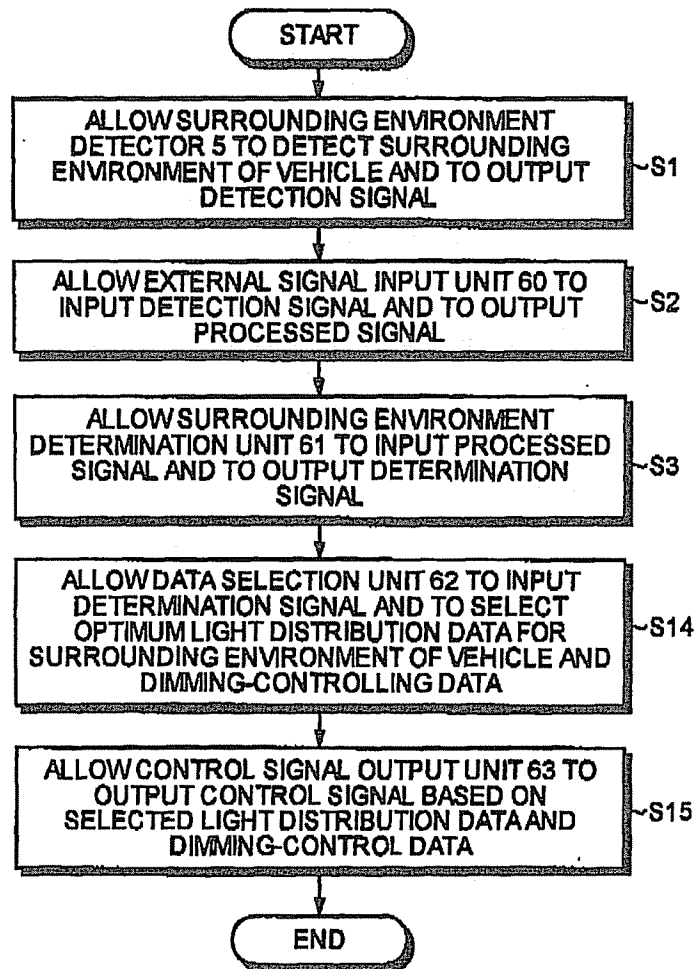 START
ALLOW SURROUNDING ENVIRONMENT
DETECTOR 5 TO DETECT SURROUNDING
ENVIRONMENT OF VEHICLE AND TO OUTPUT
DETECTION SIGNAL
S1
ALLOW EXTERNAL SIGNAL INPUT UNIT 60 TO
INPUT DETECTION SIGNAL AND TO OUTPUT
PROCESSED SIGNAL
S2
ALLOW SURROUNDING ENVIRONMENT
DETERMINATION UNIT 61 TO INPUT PROCESSED
SIGNAL AND TO OUTPUT DETERMINATION
SIGNAL
S3
ALLOW DATA SELECTION UNIT 62 TO INPUT
DETERMINATION SIGNAL AND TO SELECT
OPTIMUM LIGHT DISTRIBUTION DATA FOR
SURROUNDING ENVIRONMENT OF VEHICLE AND
DIMMING-CONTROLLING DATA
S14
ALLOW CONTROL SIGNAL OUTPUT UNIT 63 TO
OUTPUT CONTROL SIGNAL BASED ON
SELECTED LIGHT DISTRIBUTION DATA AND
DIMMING-CONTROL DATA
S15
END